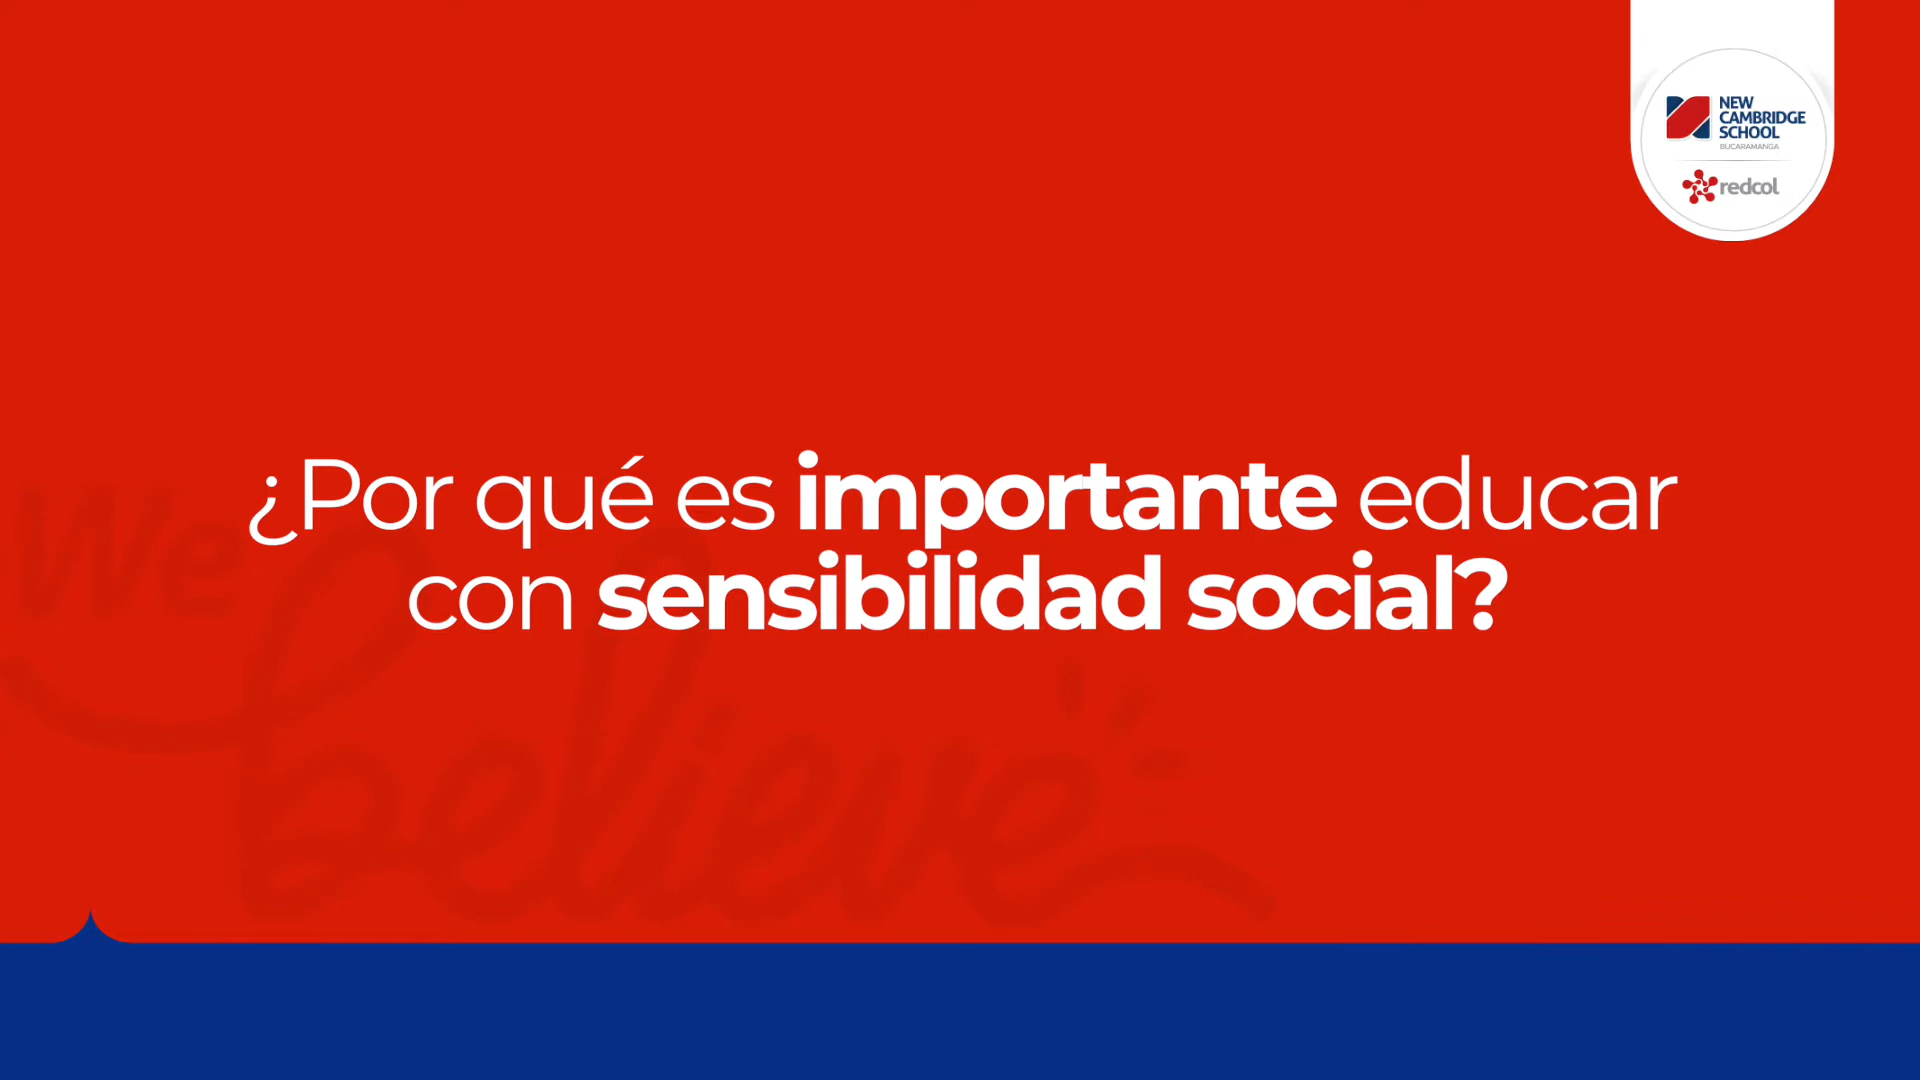 NEW
CAMBRIDGE
SCHOOL
BUCARAMANGA
redcol
¿Por qué es importante educar
con sensibilidad social?
We
believe